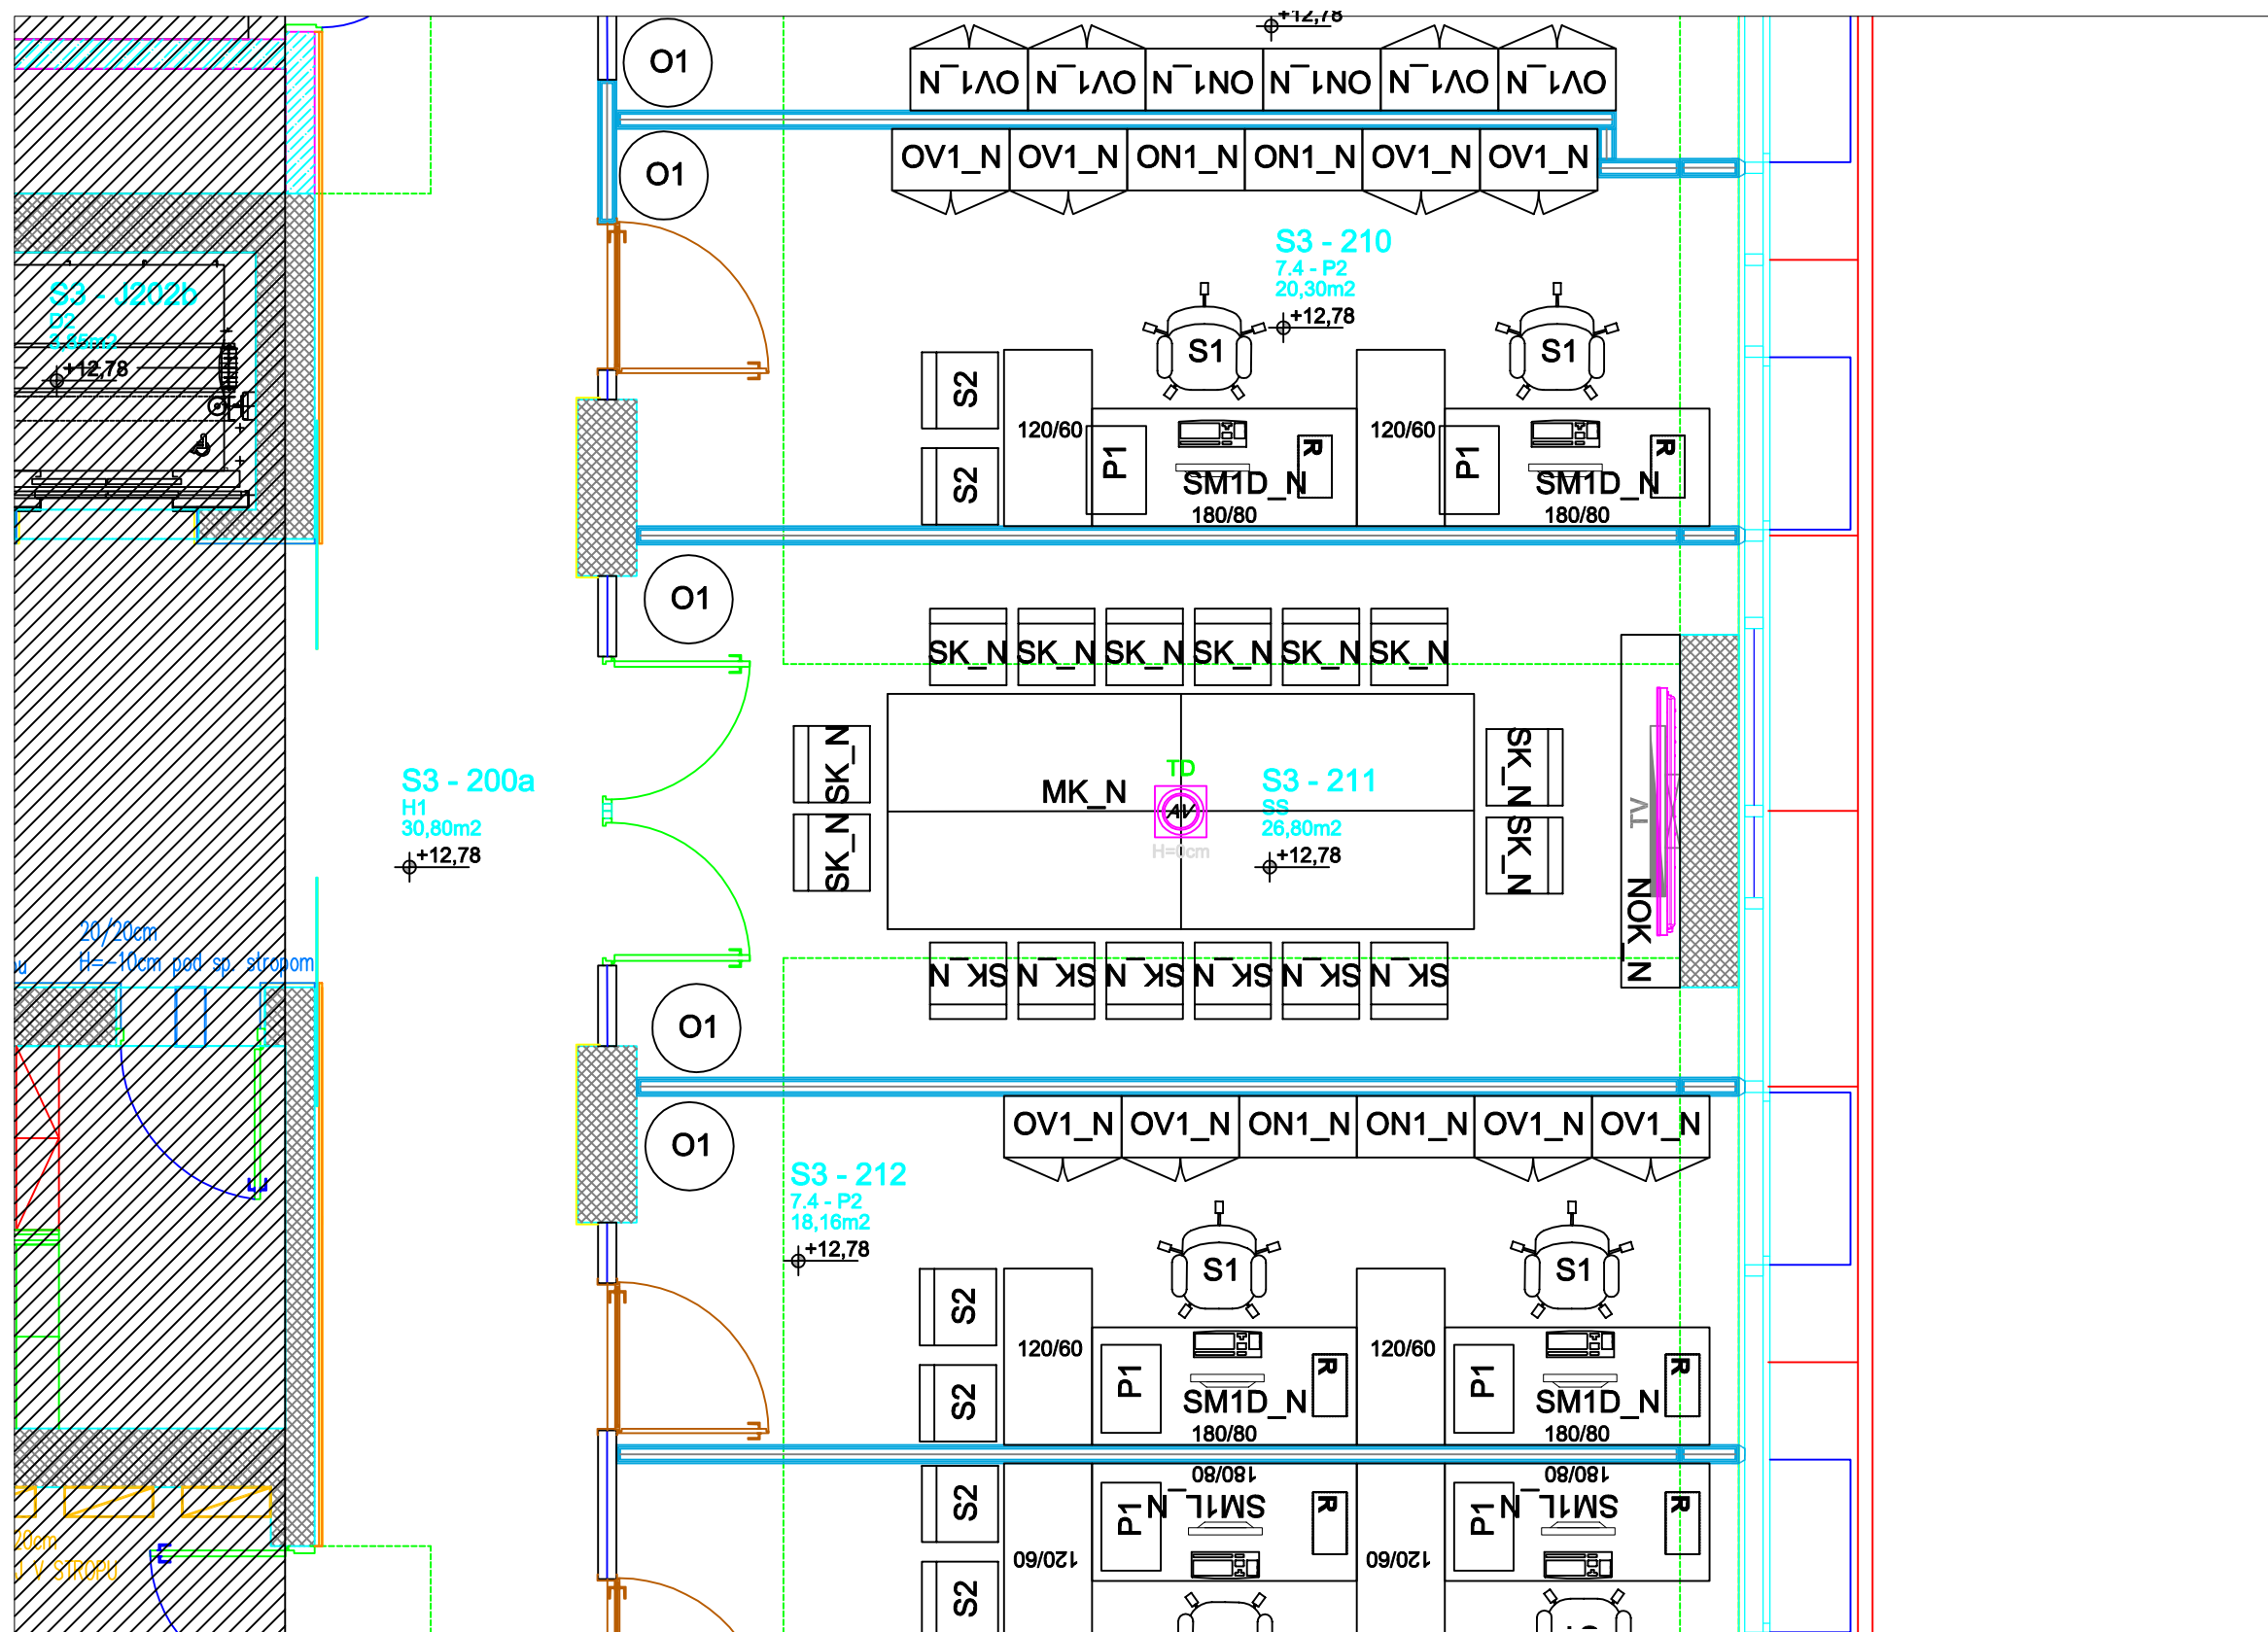 +12,78
O1
OV1_N
OV1_N
ON1_N
ON1_N
OV1_N
OV1_N
O1
OV1_N
OV1_N
ON1_N
ON1_N
OV1_N
OV1_N
S3 - 210
7.4 - P2
20,30m2
+12,78
S3 - J202b
D2
3,85m2
+12,78
S1
S1
S2
S2
120/60
P1
R
SM1D_N
180/80
120/60
P1
R
SM1D_N
180/80
O1
SK_N
SK_N
SK_N
SK_N
SK_N
SK_N
SK_N
SK_N
S3 - 200a
H1
30,80m2
+12,78
MK_N
TD
AV
H=0cm
S3 - 211
SS
26,80m2
+12,78
SK_N
SK_N
TV
NOK_N
20/20cm
H=-10cm pod sp. stropom
SK_N
SK_N
SK_N
SK_N
SK_N
SK_N
O1
O1
OV1_N
OV1_N
ON1_N
ON1_N
OV1_N
OV1_N
S3 - 212
7.4 - P2
18,16m2
+12,78
S1
S1
S2
S2
120/60
P1
R
SM1D_N
180/80
120/60
P1
R
SM1D_N
180/80
S2
S2
120/60
P1
R
SM1L_N
180/80
120/60
P1
R
SM1L_N
180/80
20cm
V STROPU